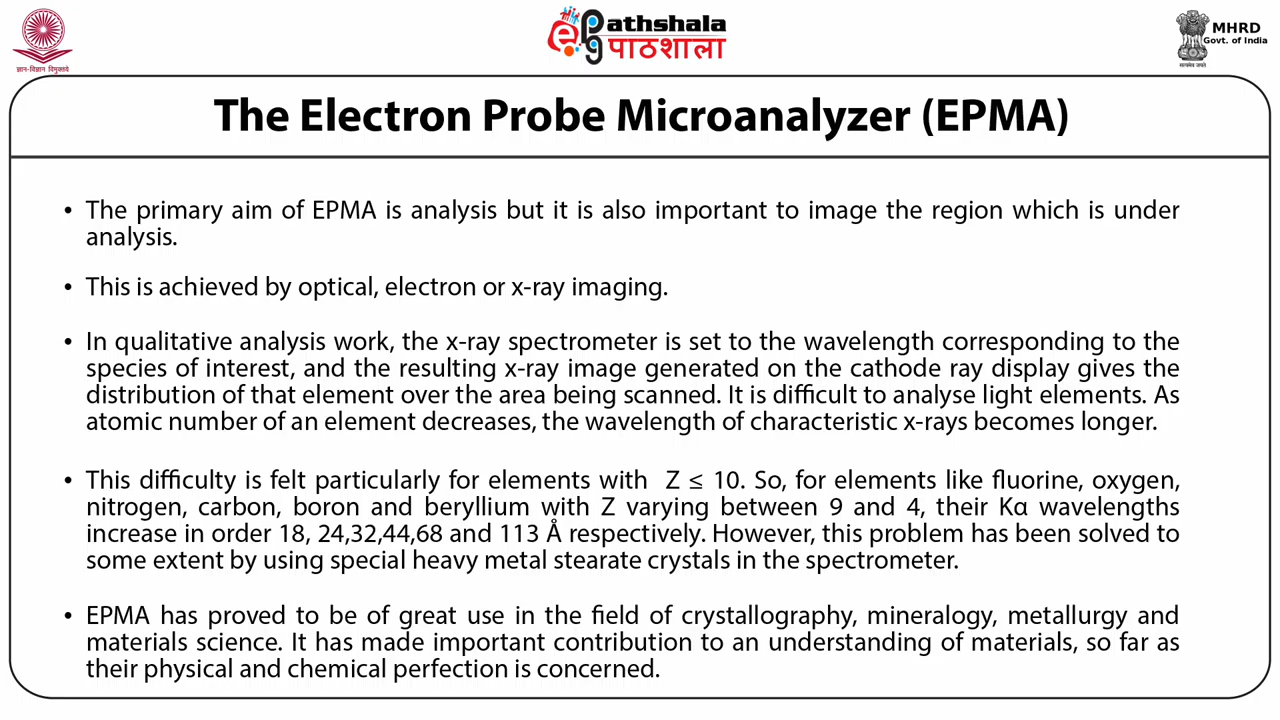 ज्ञान-विज्ञान विमुक्तये
epg
athshala
पाठशाला
MHRD
Govt. of India
सत्यमेव जयते
The Electron Probe Microanalyzer (EPMA)
• The primary aim of EPMA is analysis but it is also important to image the region which is under
analysis.
• This is achieved by optical, electron or x-ray imaging.
• In qualitative analysis work, the x-ray spectrometer is set to the wavelength corresponding to the
species of interest, and the resulting x-ray image generated on the cathode ray display gives the
distribution of that element over the area being scanned. It is difficult to analyse light elements. As
atomic number of an element decreases, the wavelength of characteristic x-rays becomes longer.
• This difficulty is felt particularly for elements with Z ≤ 10. So, for elements like fluorine, oxygen,
nitrogen, carbon, boron and beryllium with Z varying between 9 and 4, their Kα wavelengths
increase in order 18, 24,32,44,68 and 113 Å respectively. However, this problem has been solved to
some extent by using special heavy metal stearate crystals in the spectrometer.
• EPMA has proved to be of great use in the field of crystallography, mineralogy, metallurgy and
materials science. It has made important contribution to an understanding of materials, so far as
their physical and chemical perfection is concerned.